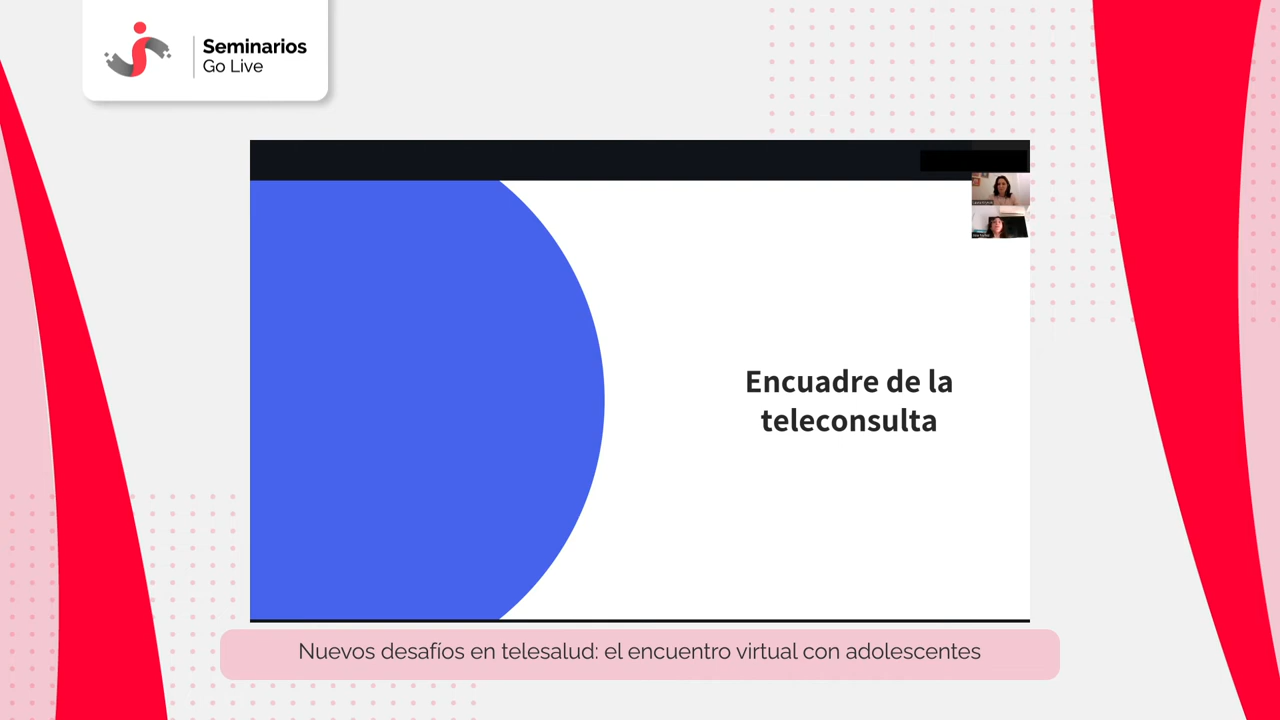 Seminarios
Go Live
Encuadre de la
teleconsulta
Nuevos desafíos en telesalud: el encuentro virtual con adolescentes